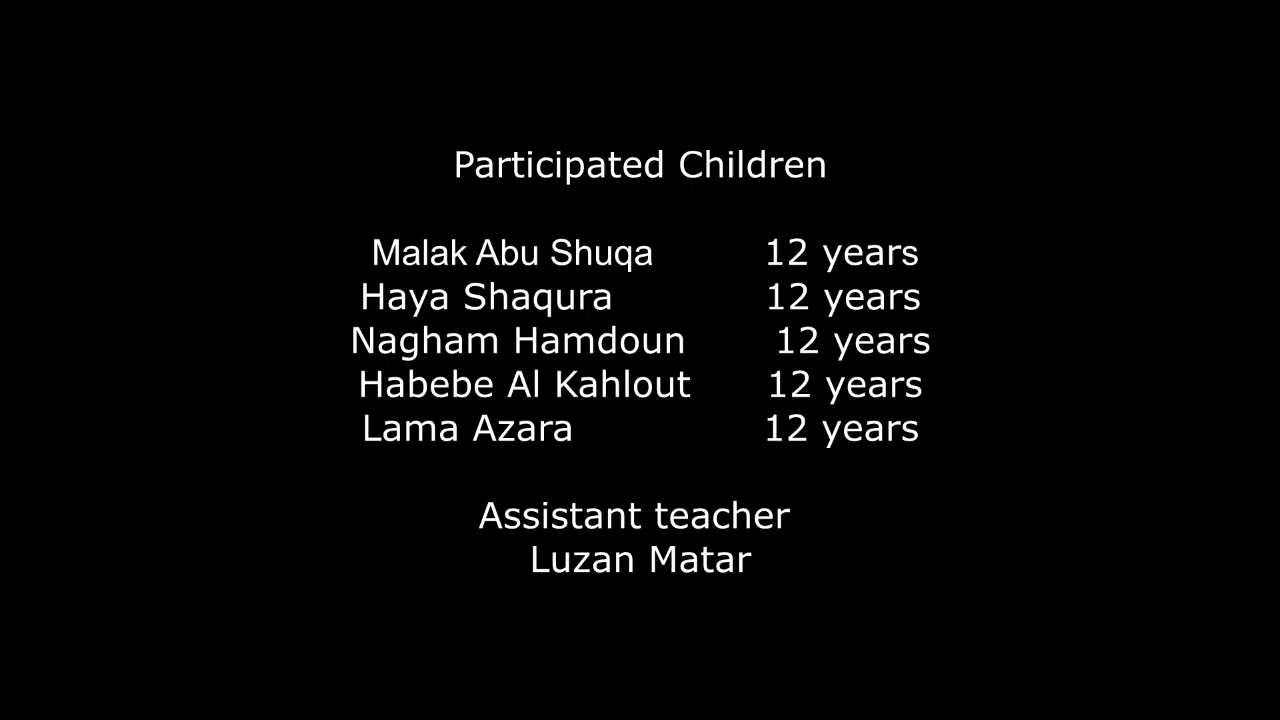 Participated Children
Malak Abu Shuqa 12 years
Haya Shaqura 12 years
Nagham Hamdoun 12 years
Habebe Al Kahlout 12 years
Lama Azara 12 years
Assistant teacher
Luzan Matar